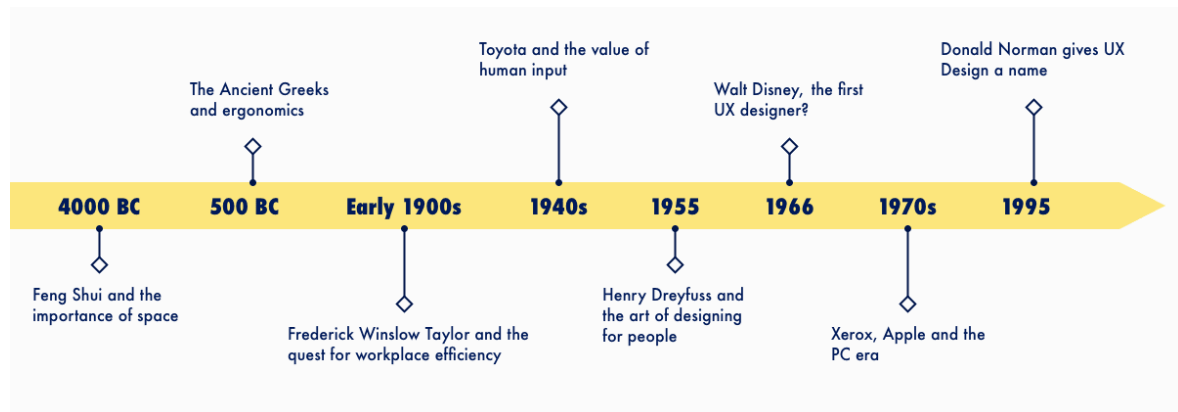 Toyota and the value of
human input
Donald Norman gives UX
Design a name
The Ancient Greeks
and ergonomics
Walt Disney, the first
UX designer?
4000 BC
500 BC
Early 1900s
1940s
1955
1966
1970s
1995
Feng Shui and the
importance of space
Henry Dreyfuss and
the art of designing
for people
Frederick Winslow Taylor and the
quest for workplace efficiency
Xerox, Apple and the
PC era